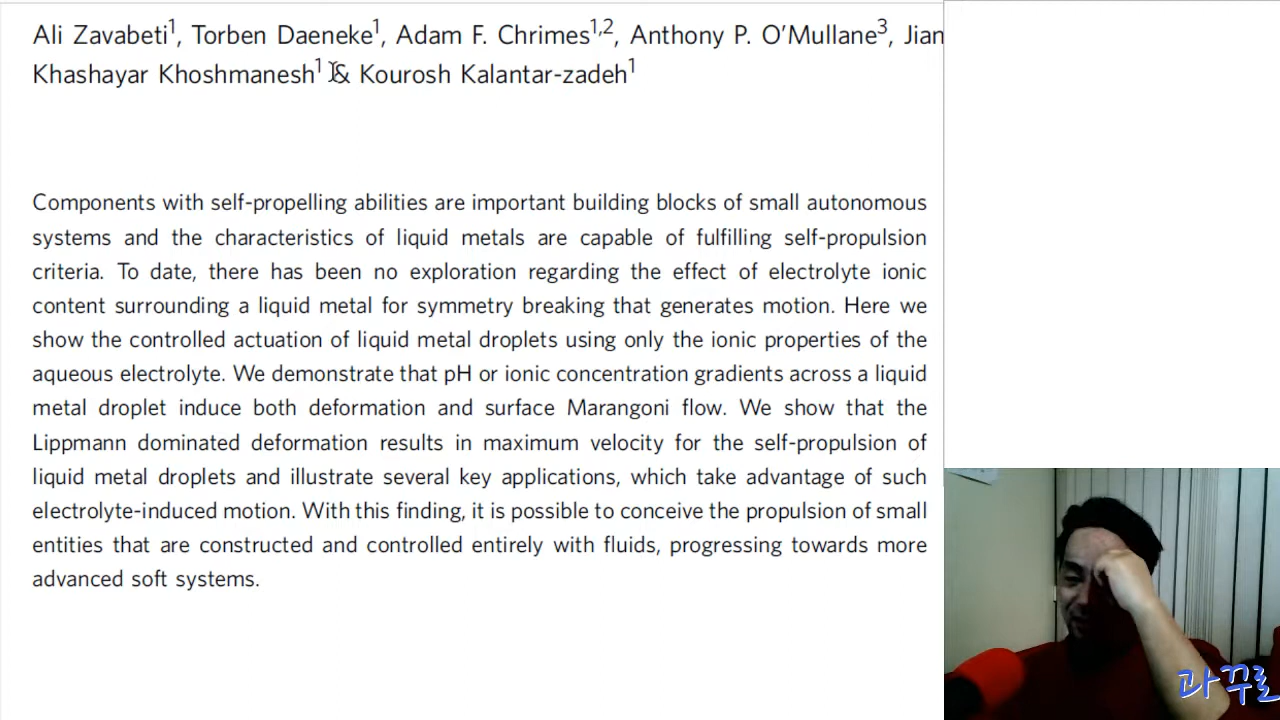 Ali Zavabeti1, Torben Daeneke1, Adam F. Chrimes1,2, Anthony P. O’Mullane3, Jian
Khashayar Khoshmanesh1 & Kourosh Kalantar-zadeh1
Components with self-propelling abilities are important building blocks of small autonomous
systems and the characteristics of liquid metals are capable of fulfilling self-propulsion
criteria. To date, there has been no exploration regarding the effect of electrolyte ionic
content surrounding a liquid metal for symmetry breaking that generates motion. Here we
show the controlled actuation of liquid metal droplets using only the ionic properties of the
aqueous electrolyte. We demonstrate that pH or ionic concentration gradients across a liquid
metal droplet induce both deformation and surface Marangoni flow. We show that the
Lippmann dominated deformation results in maximum velocity for the self-propulsion of
liquid metal droplets and illustrate several key applications, which take advantage of such
electrolyte-induced motion. With this finding, it is possible to conceive the propulsion of small
entities that are constructed and controlled entirely with fluids, progressing towards more
advanced soft systems.
과꾸로